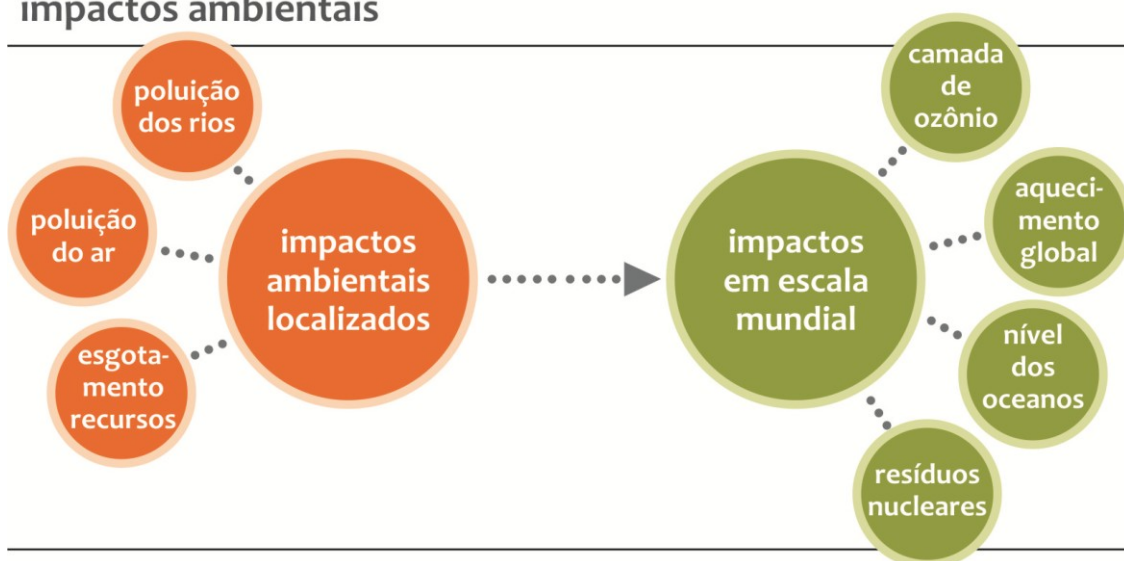 impactos ambientais
poluição
dos rios
poluição
do ar
esgota-
mento
recursos
impactos
ambientais
localizados
impactos
em escala
mundial
camada
de
ozônio
aqueci-
mento
global
nível
dos
oceanos
resíduos
nucleares